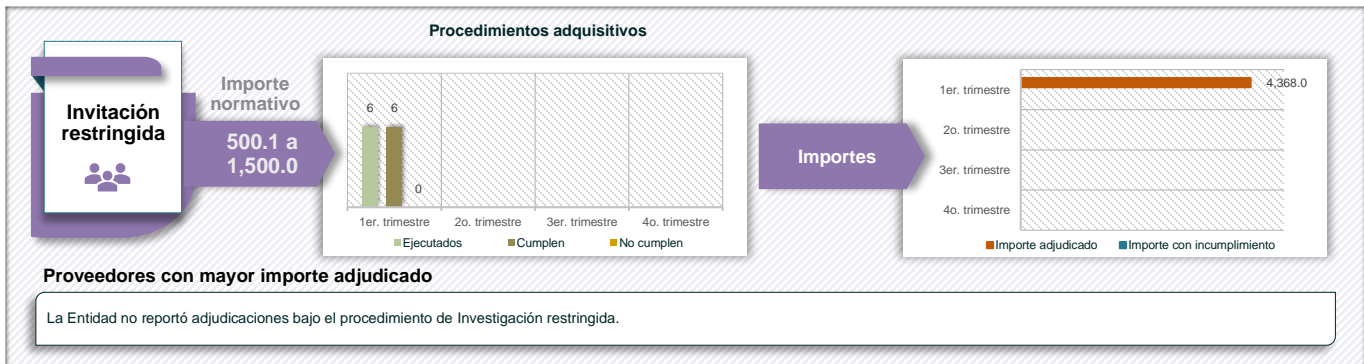 Procedimientos adquisitivos
Invitación
restringida
Importe
normativo
500.1 a
1,500.0
6
6
0
1er. trimestre
2o. trimestre
3er. trimestre
4o. trimestre
Ejecutados
Cumplen
No cumplen
Importes
1er. trimestre
4,368.0
2o. trimestre
3er. trimestre
4o. trimestre
Importe adjudicado
Importe con incumplimiento
Proveedores con mayor importe adjudicado
La Entidad no reportó adjudicaciones bajo el procedimiento de Investigación restringida.